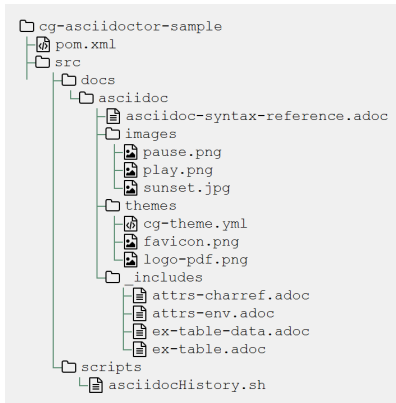 cg-asciidoctor-sample
pom.xml
src
docs
asciidoc
asciidoc-syntax-reference.adoc
images
pause.png
play.png
sunset.jpg
themes
cg-theme.yml
favicon.png
logo-pdf.png
_includes
attrs-charref.adoc
attrs-env.adoc
ex-table-data.adoc
ex-table.adoc
scripts
asciidocHistory.sh